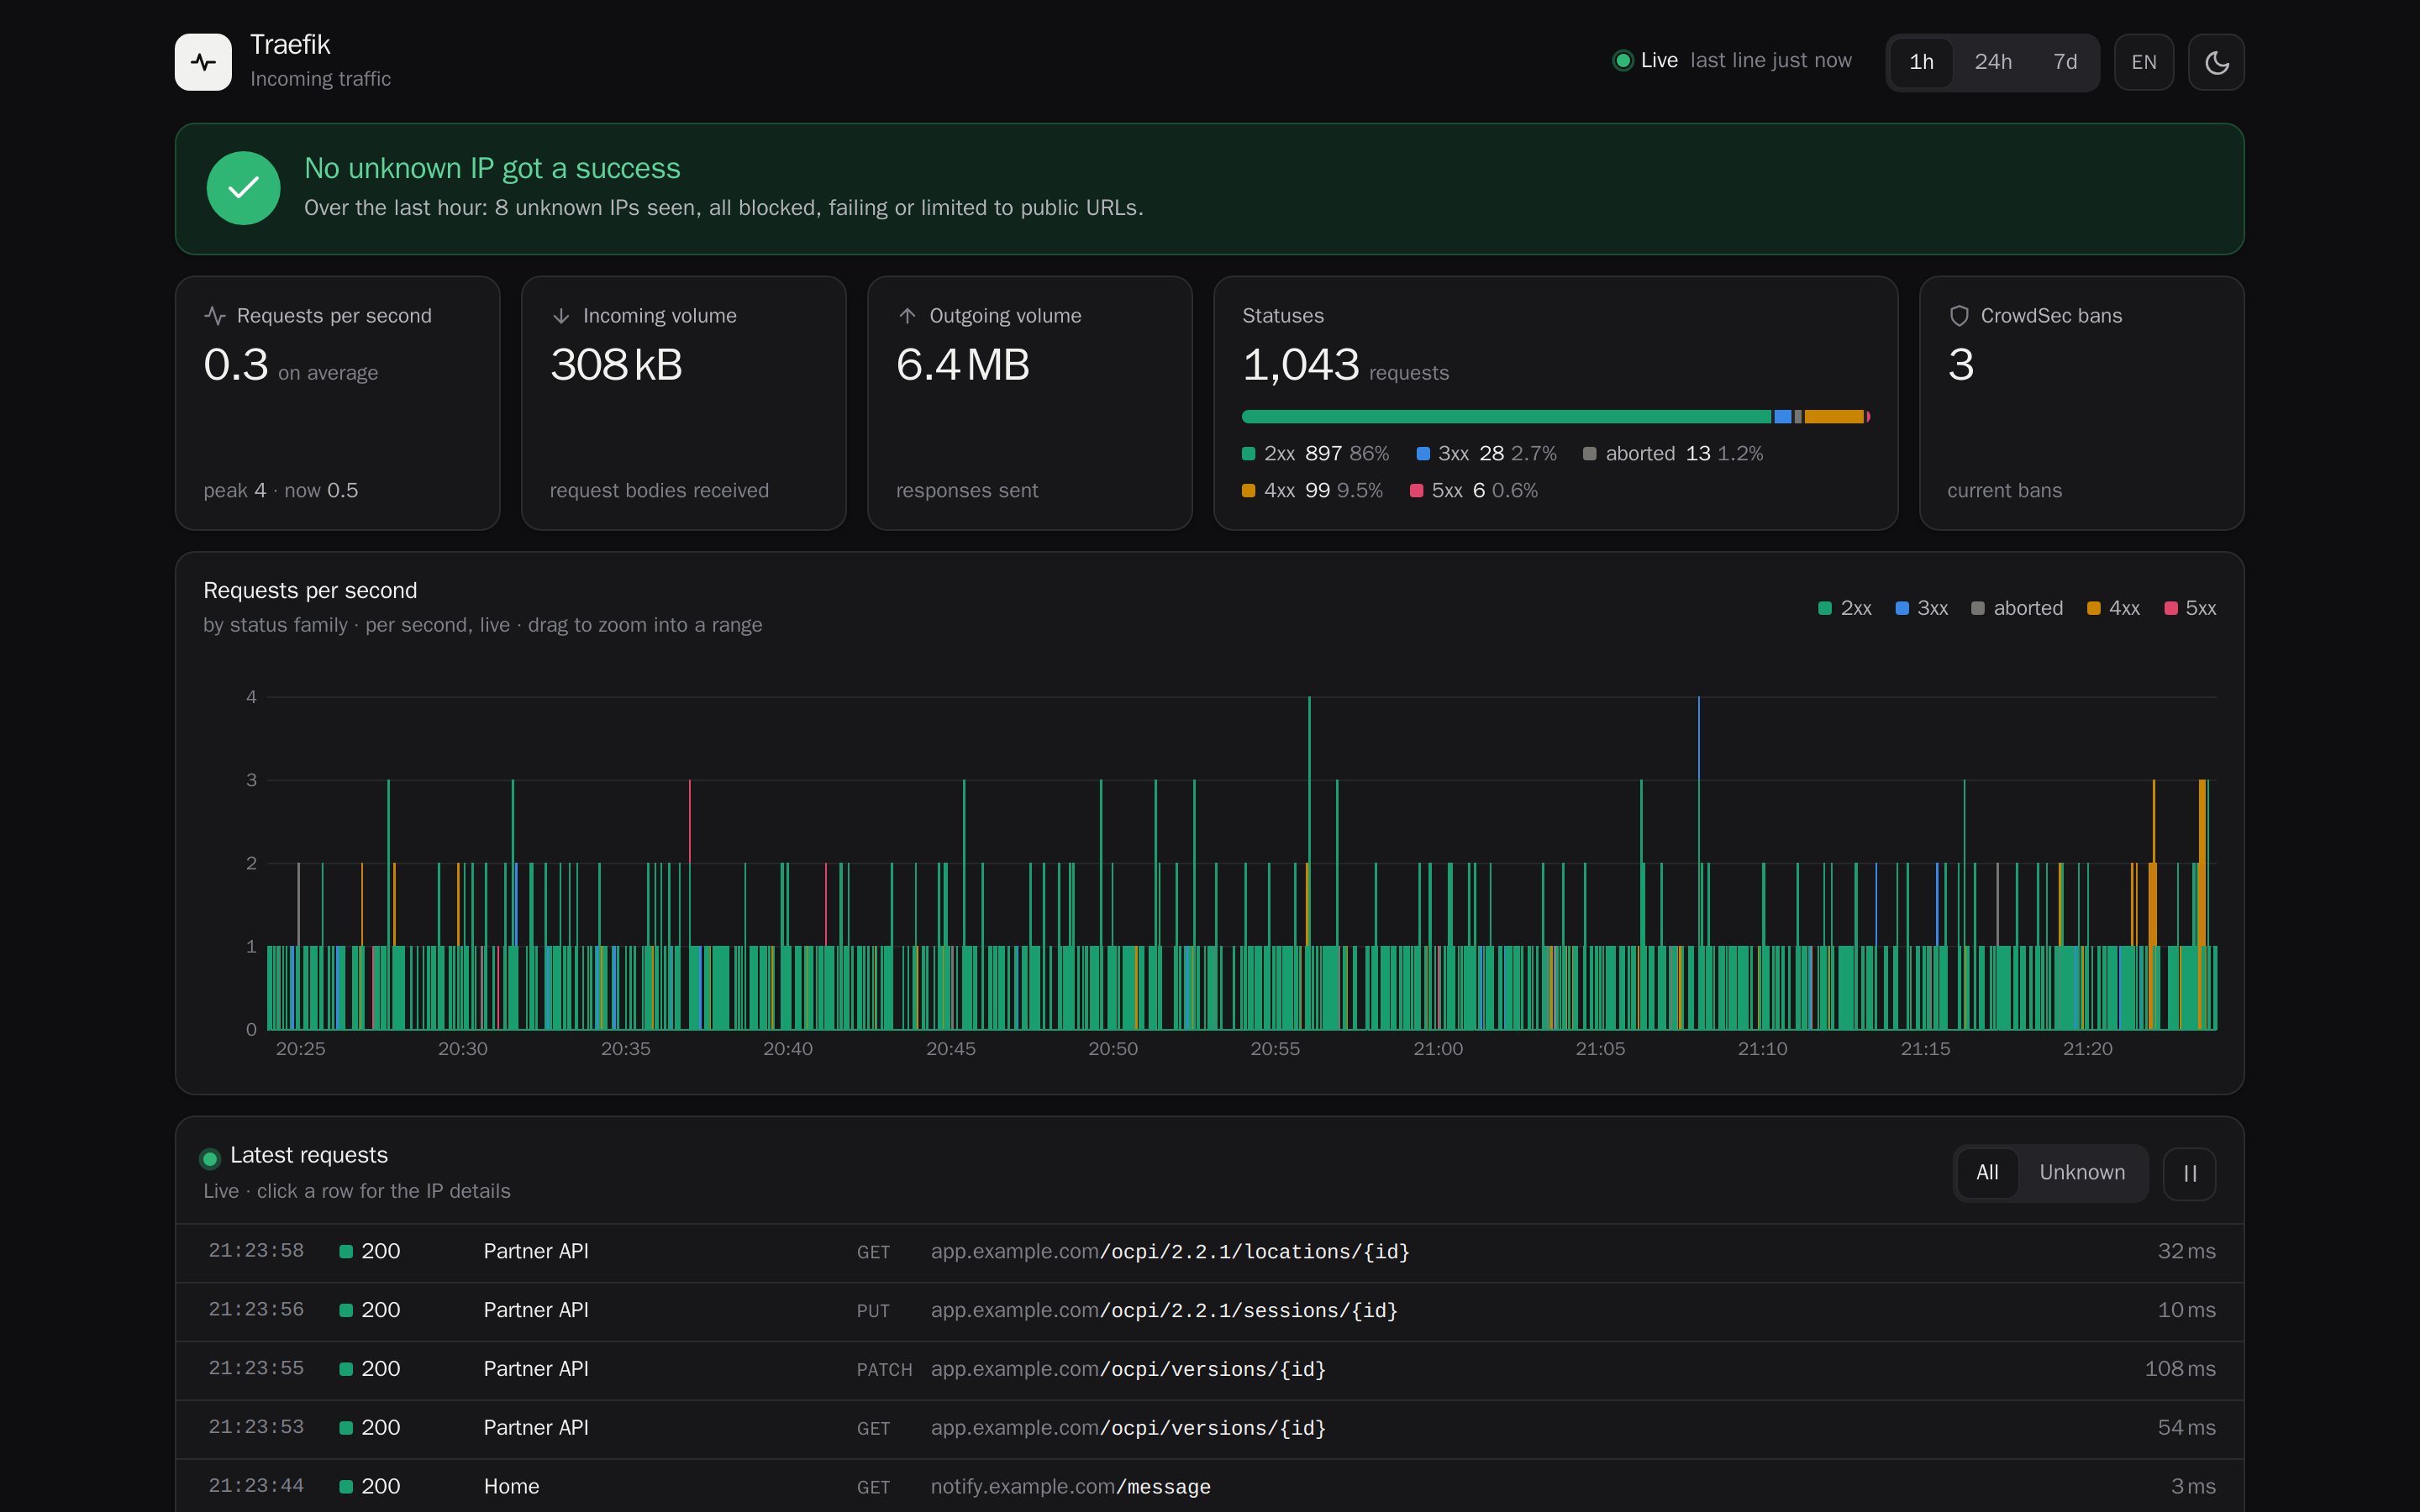 Traefik
Incoming traffic
Live last line just now
1h 24h 7d
EN
No unknown IP got a success
Over the last hour: 8 unknown IPs seen, all blocked, failing or limited to public URLs.
Requests per second
0.3 on average
peak 4 · now 0.5
Incoming volume
308 kB
request bodies received
Outgoing volume
6.4 MB
responses sent
Statuses
1,043 requests
2xx 897 86% 3xx 28 2.7% aborted 13 1.2%
4xx 99 9.5% 5xx 6 0.6%
CrowdSec bans
3
current bans
Requests per second
by status family · per second, live · drag to zoom into a range
2xx 3xx aborted 4xx 5xx
4
3
2
1
0
20:25 20:30 20:35 20:40 20:45 20:50 20:55 21:00 21:05 21:10 21:15 21:20
Latest requests
Live · click a row for the IP details
All Unknown
21:23:58 200 Partner API GET app.example.com/ocpi/2.2.1/locations/{id} 32 ms
21:23:56 200 Partner API PUT app.example.com/ocpi/2.2.1/sessions/{id} 10 ms
21:23:55 200 Partner API PATCH app.example.com/ocpi/versions/{id} 108 ms
21:23:53 200 Partner API GET app.example.com/ocpi/versions/{id} 54 ms
21:23:44 200 Home GET notify.example.com/message 3 ms